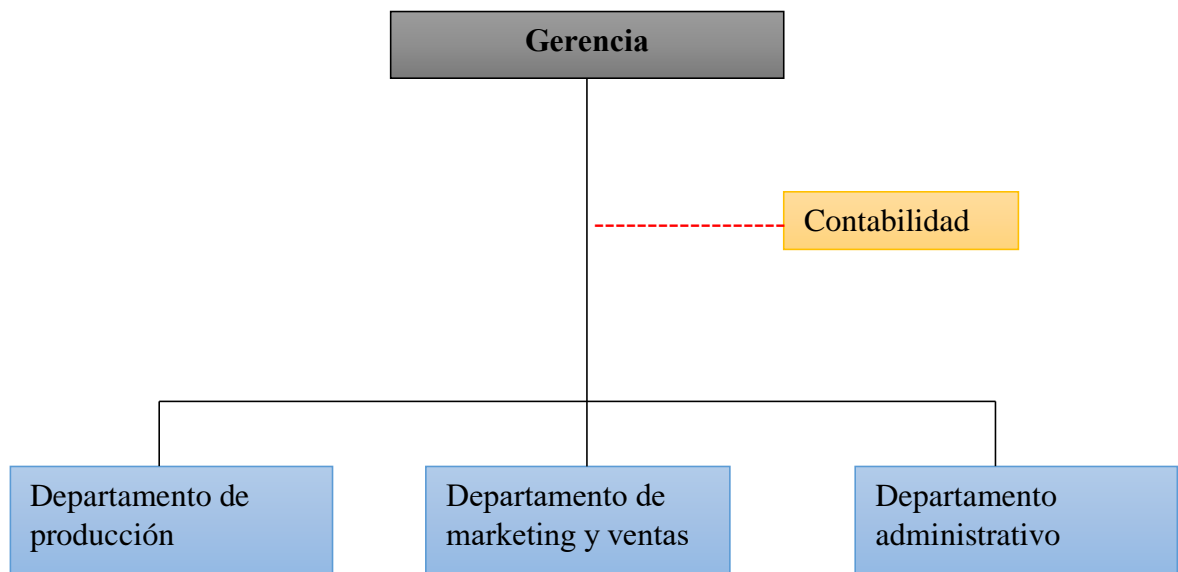 Gerencia
Contabilidad
Departamento de
producción
Departamento de
marketing y ventas
Departamento
administrativo